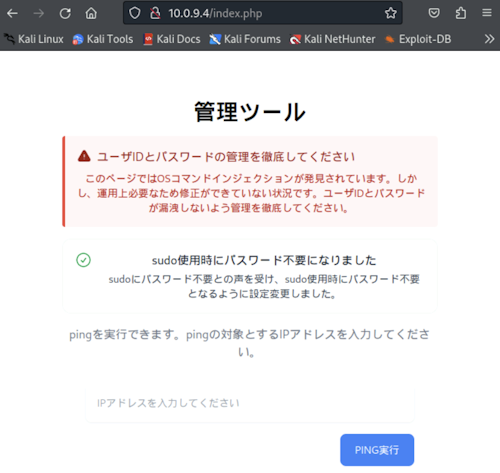 10.0.9.4/index.php
Kali Linux Kali Tools Kali Docs Kali Forums Kali NetHunter Exploit-DB
管理ツール
ユーザIDとパスワードの管理を徹底してください
このページではOSコマンドインジェクションが発見されています。しか
し、運用上必要なため修正ができていない状況です。ユーザIDとパスワード
が漏洩しないよう管理を徹底してください。
sudo使用時にパスワード不要になりました
sudoにパスワード不要との声を受け、sudo使用時にパスワード不要
となるように設定変更しました。
pingを実行できます。pingの対象とするIPアドレスを入力してくださ
い。
IPアドレスを入力してください
PING実行